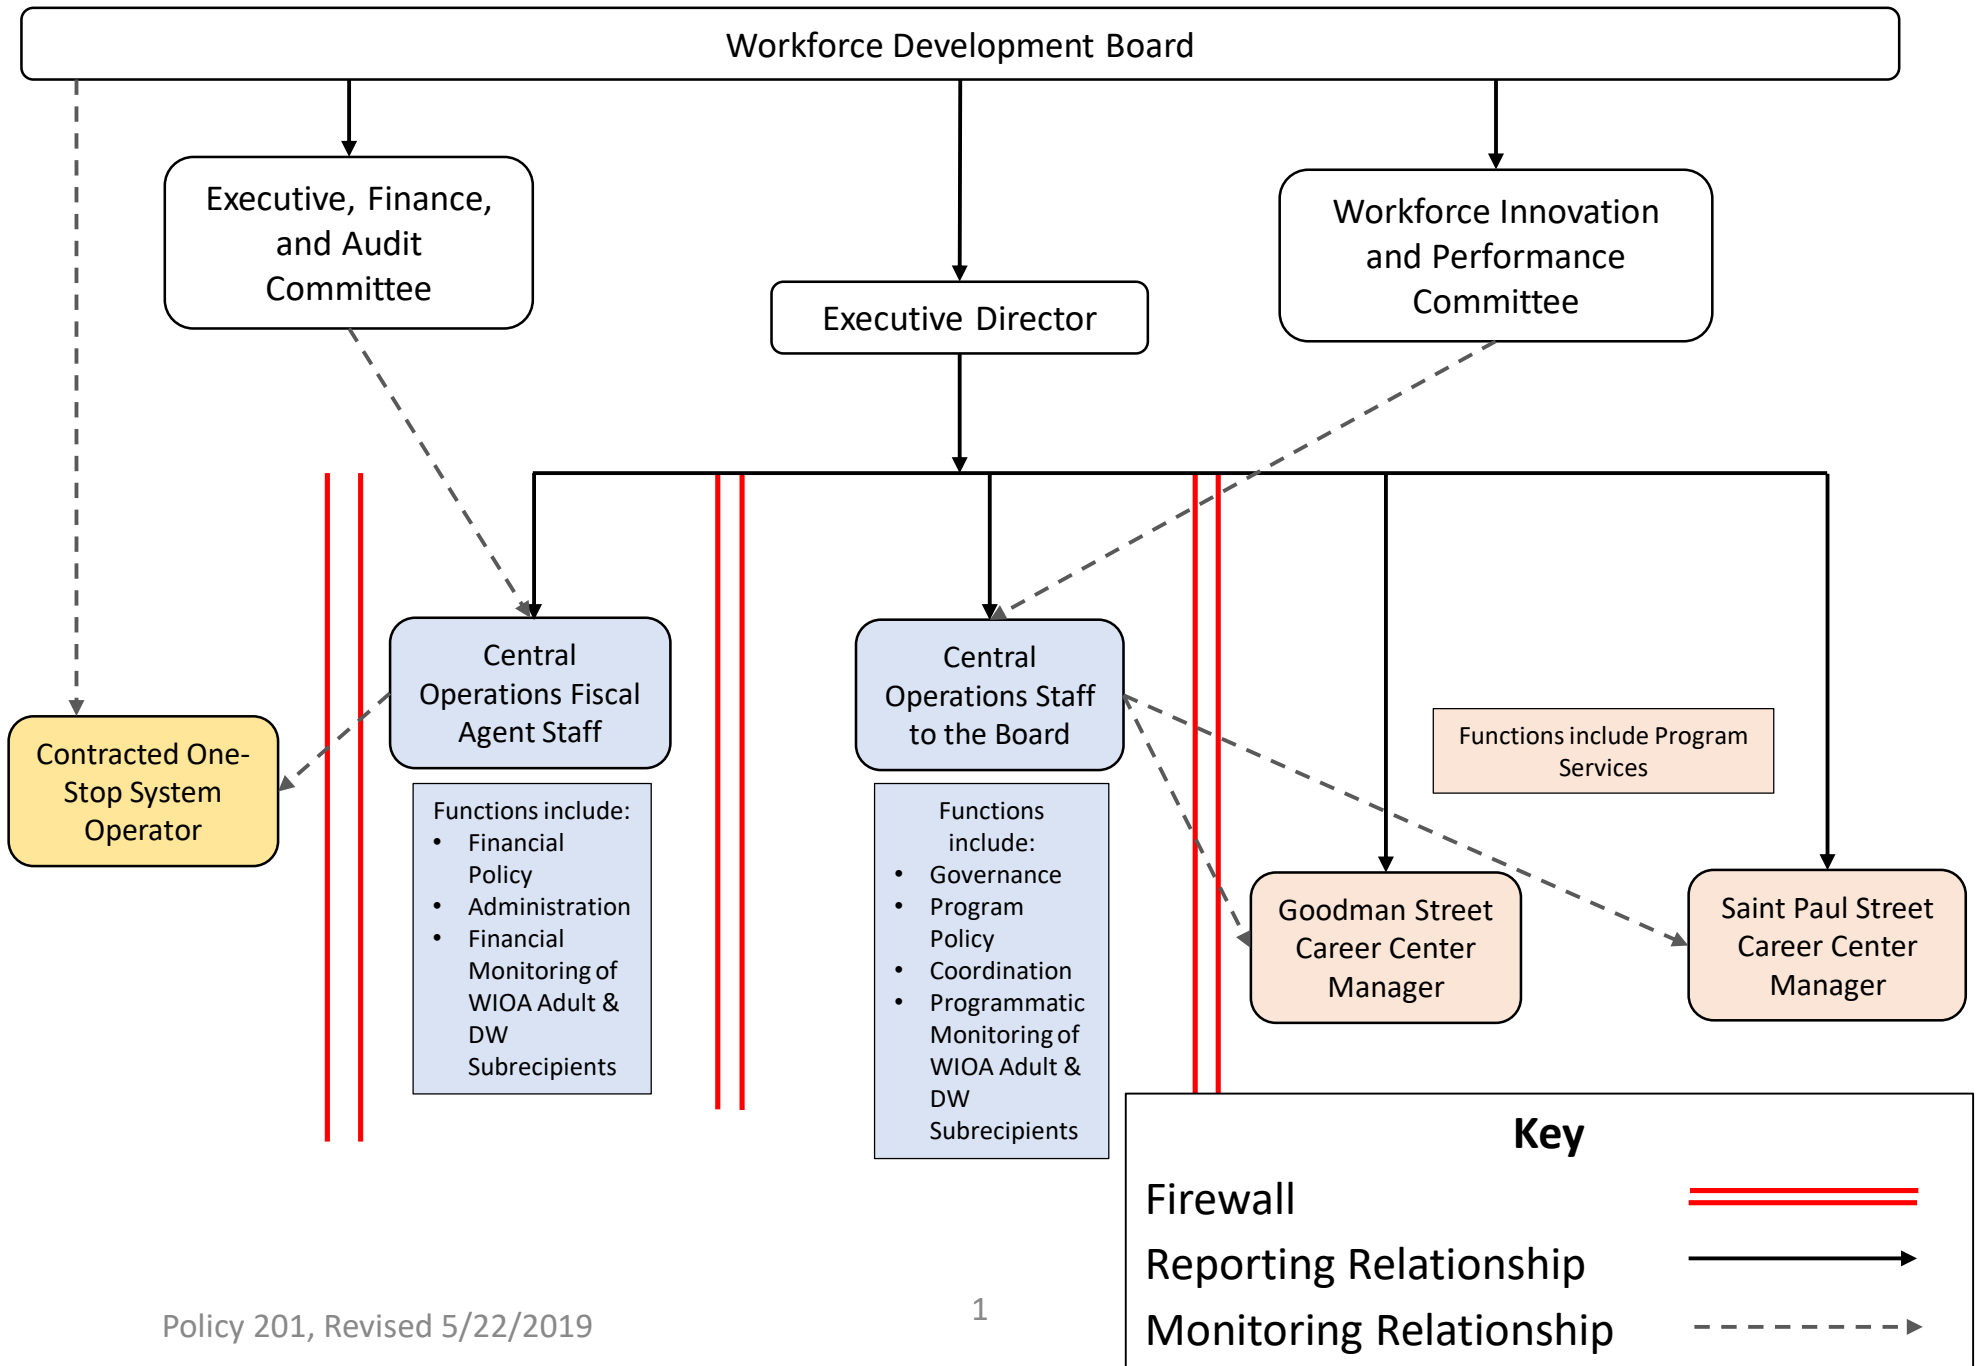 Workforce Development Board
Executive, Finance,
and Audit
Committee
Executive Director
Workforce Innovation
and Performance
Committee
Contracted One-
Stop System
Operator
Central
Operations Fiscal
Agent Staff
Functions include:
• Financial
Policy
• Administration
• Financial
Monitoring of
WIOA Adult &
DW
Subrecipients
Central
Operations Staff
to the Board
Functions
include:
• Governance
• Program
Policy
• Coordination
• Programmatic
Monitoring of
WIOA Adult &
DW
Subrecipients
Functions include Program
Services
Goodman Street
Career Center
Manager
Saint Paul Street
Career Center
Manager
Key
Firewall
Reporting Relationship
Monitoring Relationship
Policy 201, Revised 5/22/2019
1